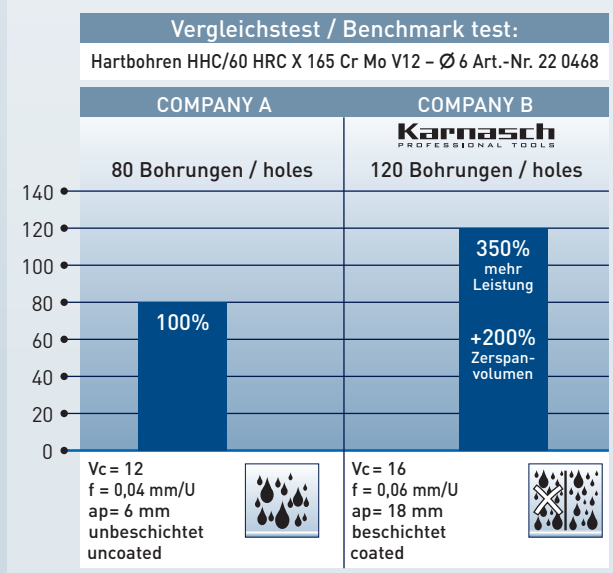 Vergleichstest / Benchmark test:
Hartbohren HHC/60 HRC X 165 Cr Mo V12 – Ø 6 Art.-Nr. 22 0468
COMPANY A
COMPANY B
Karnasch
PROFESSIONAL TOOLS
80 Bohrungen / holes
120 Bohrungen / holes
140
120
100
80
60
40
20
0
100%
350%
mehr
Leistung
+200%
Zerspan-
volumen
Vc = 12
f = 0,04 mm/U
ap= 6 mm
unbeschichtet
uncoated
Vc = 16
f = 0,06 mm/U
ap= 18 mm
beschichtet
coated